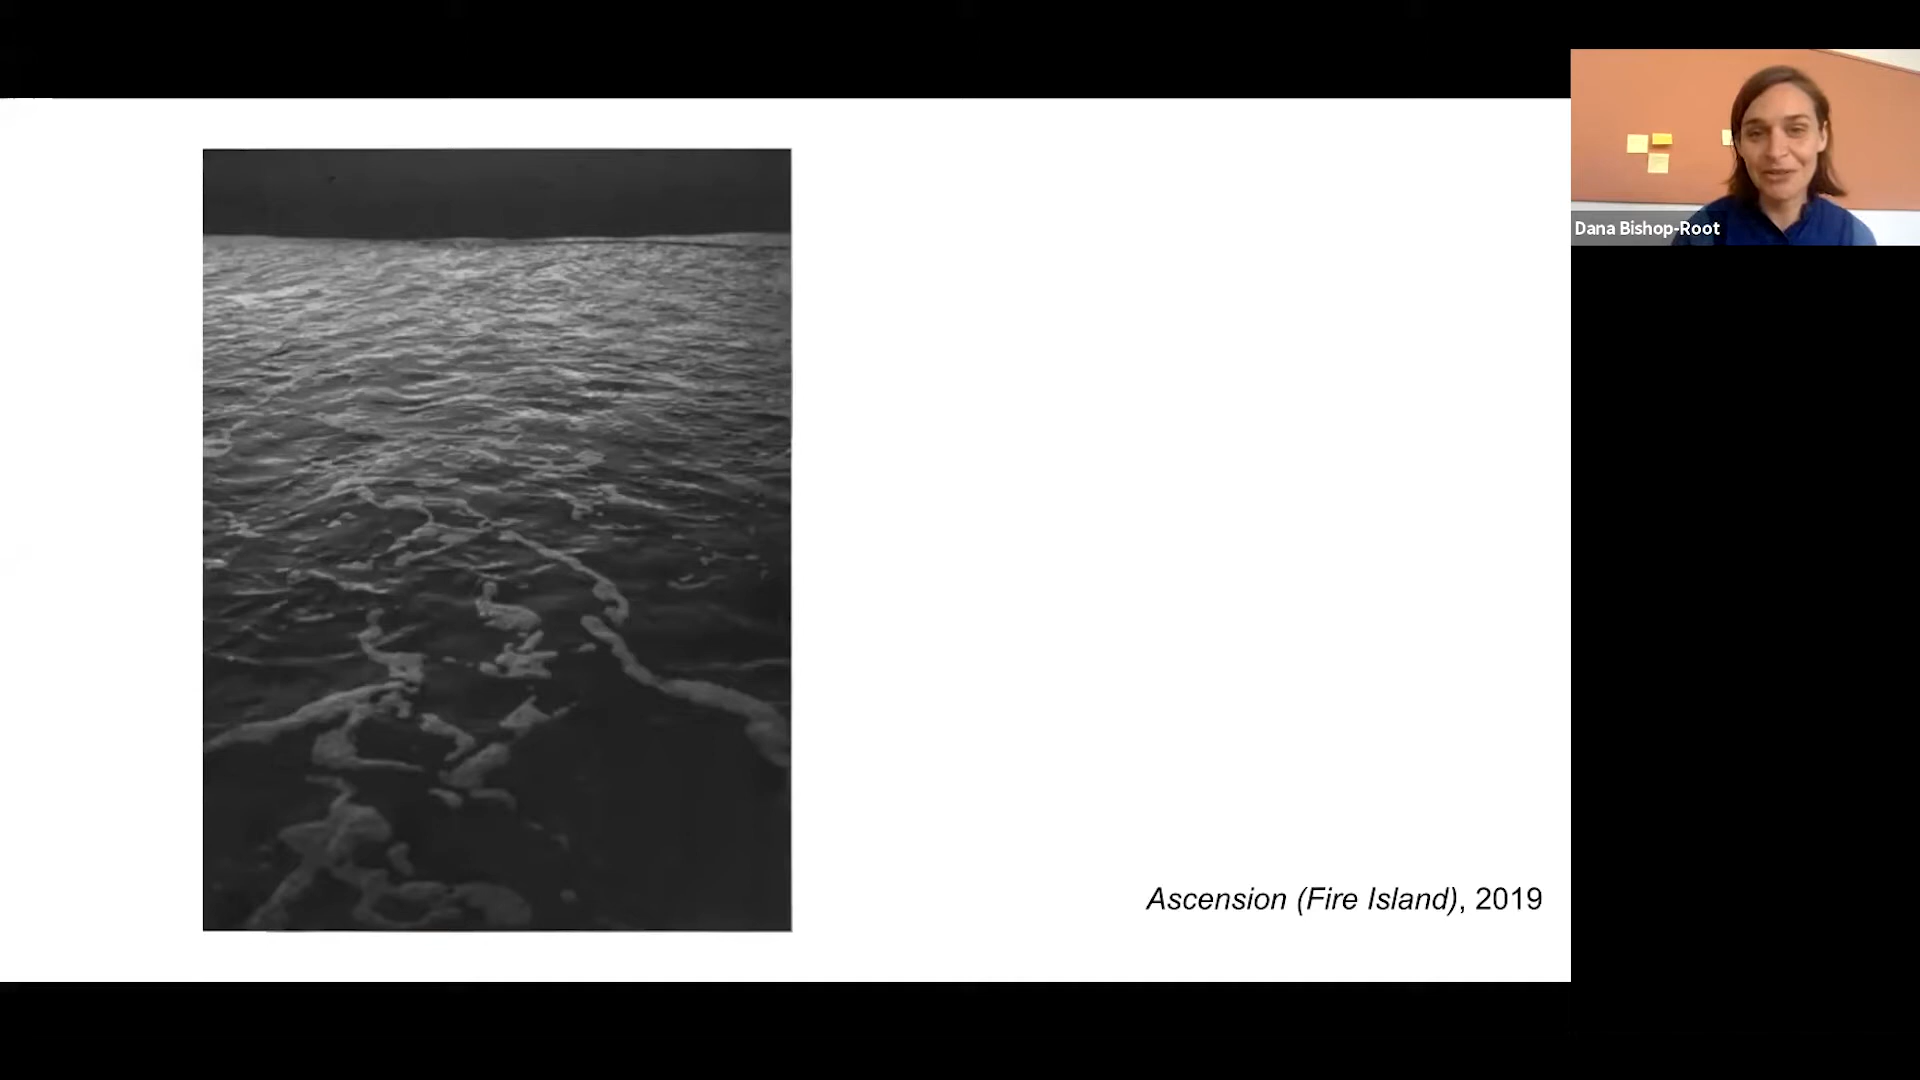 Dana Bishop-Root
Ascension (Fire Island), 2019